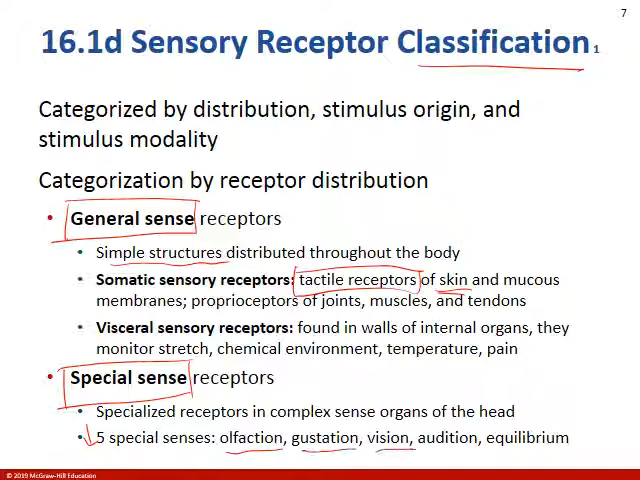 7
16.1d Sensory Receptor Classification 1
Categorized by distribution, stimulus origin, and
stimulus modality
Categorization by receptor distribution
• General sense receptors
• Simple structures distributed throughout the body
• Somatic sensory receptors: tactile receptors of skin and mucous
membranes; proprioceptors of joints, muscles, and tendons
• Visceral sensory receptors: found in walls of internal organs, they
monitor stretch, chemical environment, temperature, pain
• Special sense receptors
• Specialized receptors in complex sense organs of the head
• 5 special senses: olfaction, gustation, vision, audition, equilibrium
© 2019 McGraw-Hill Education